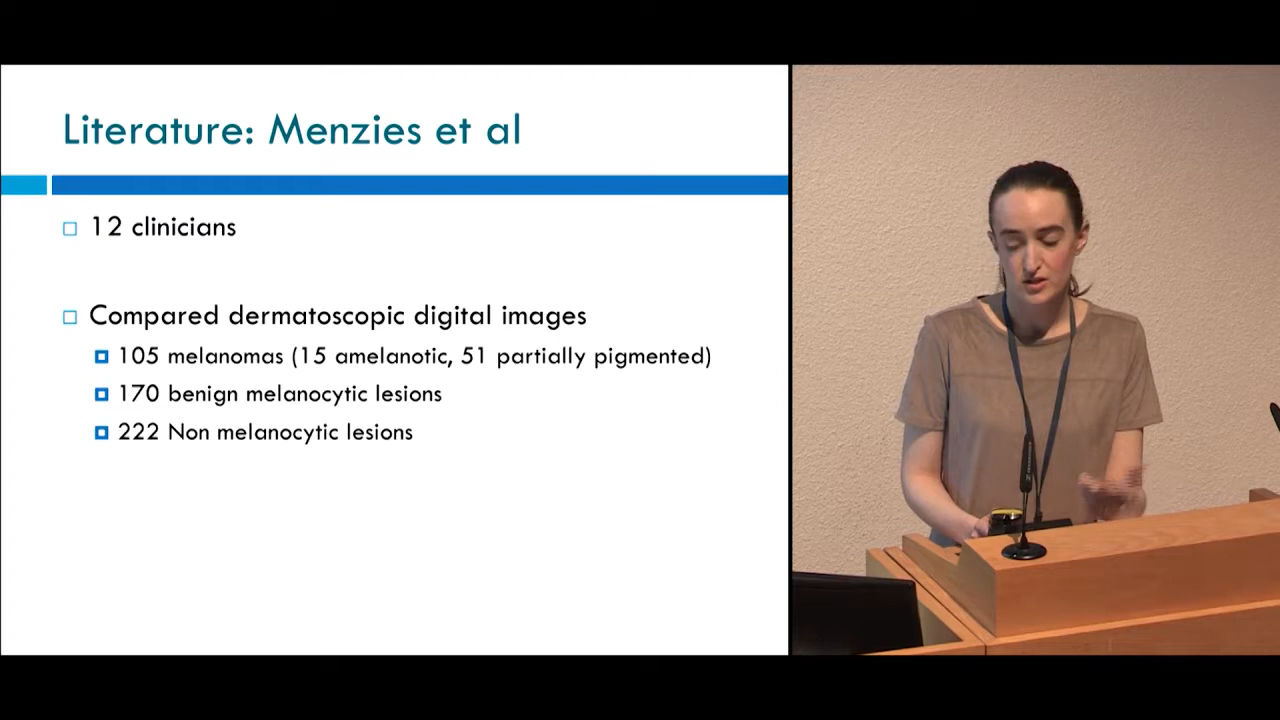 Literature: Menzies et al
12 clinicians
Compared dermatoscopic digital images
105 melanomas (15 amelanotic, 51 partially pigmented)
170 benign melanocytic lesions
222 Non melanocytic lesions